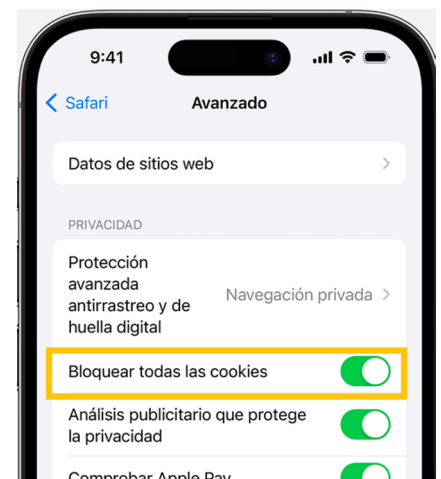 9:41
Safari
Avanzado
Datos de sitios web
PRIVACIDAD
Protección
avanzada
antirrastreo y de
huella digital
Navegación privada
Bloquear todas las cookies
Análisis publicitario que protege
la privacidad
Comprobar Apple Pay